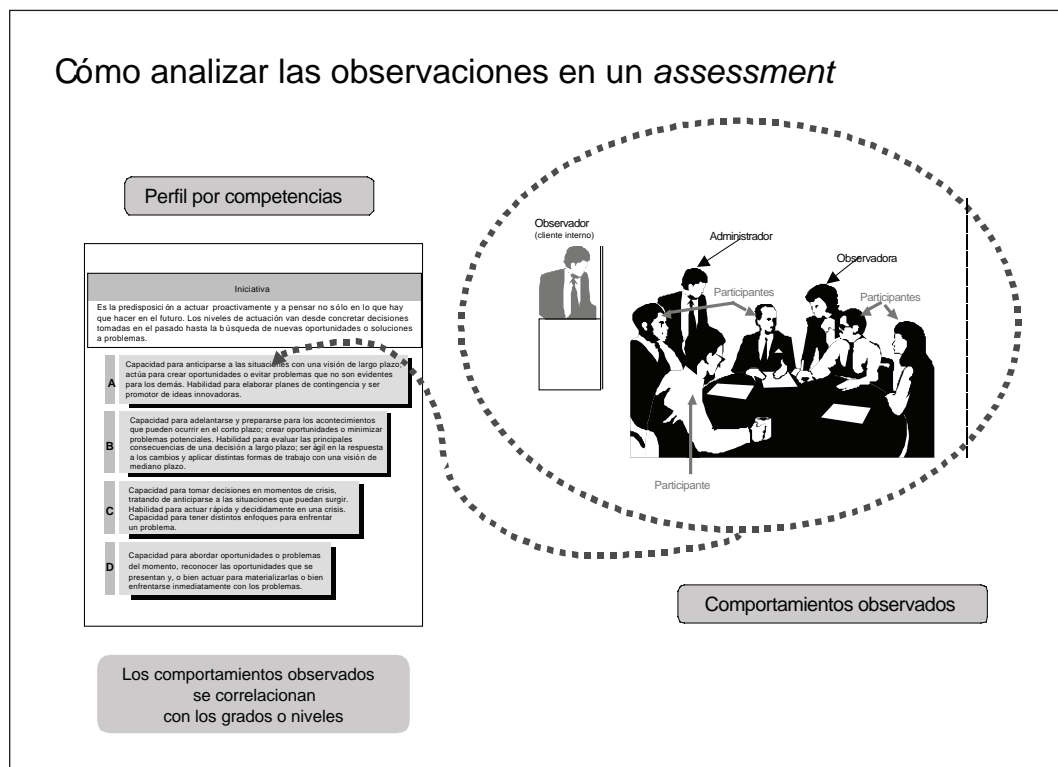 Cómo analizar las observaciones en un assessment
Perfil por competencias
Iniciativa
Es la predisposición a actuar proactivamente y a pensar no sólo en lo que hay
que hacer en el futuro. Los niveles de actuación van desde concretar decisiones
tomadas en el pasado hasta la búsqueda de nuevas oportunidades o soluciones
a problemas.
A
Capacidad para anticiparse a las situaciones con una visión de largo plazo;
actúa para crear oportunidades o evitar problemas que no son evidentes
para los demás. Habilidad para elaborar planes de contingencia y ser
promotor de ideas innovadoras.
B
Capacidad para adelantarse y prepararse para los acontecimientos
que pueden ocurrir en el corto plazo; crear oportunidades o minimizar
problemas potenciales. Habilidad para evaluar las principales
consecuencias de una decisión a largo plazo; ser ágil en la respuesta
a los cambios y aplicar distintas formas de trabajo con una visión de
mediano plazo.
C
Capacidad para tomar decisiones en momentos de crisis,
tratando de anticiparse a las situaciones que puedan surgir.
Habilidad para actuar rápida y decididamente en una crisis.
Capacidad para tener distintos enfoques para enfrentar
un problema.
D
Capacidad para abordar oportunidades o problemas
del momento, reconocer las oportunidades que se
presentan y, o bien actuar para materializarlas o bien
enfrentarse inmediatamente con los problemas.
Los comportamientos observados
se correlacionan
con los grados o niveles
Observador
(cliente interno)
Administrador
Observadora
Participantes
Participantes
Participante
Comportamientos observados